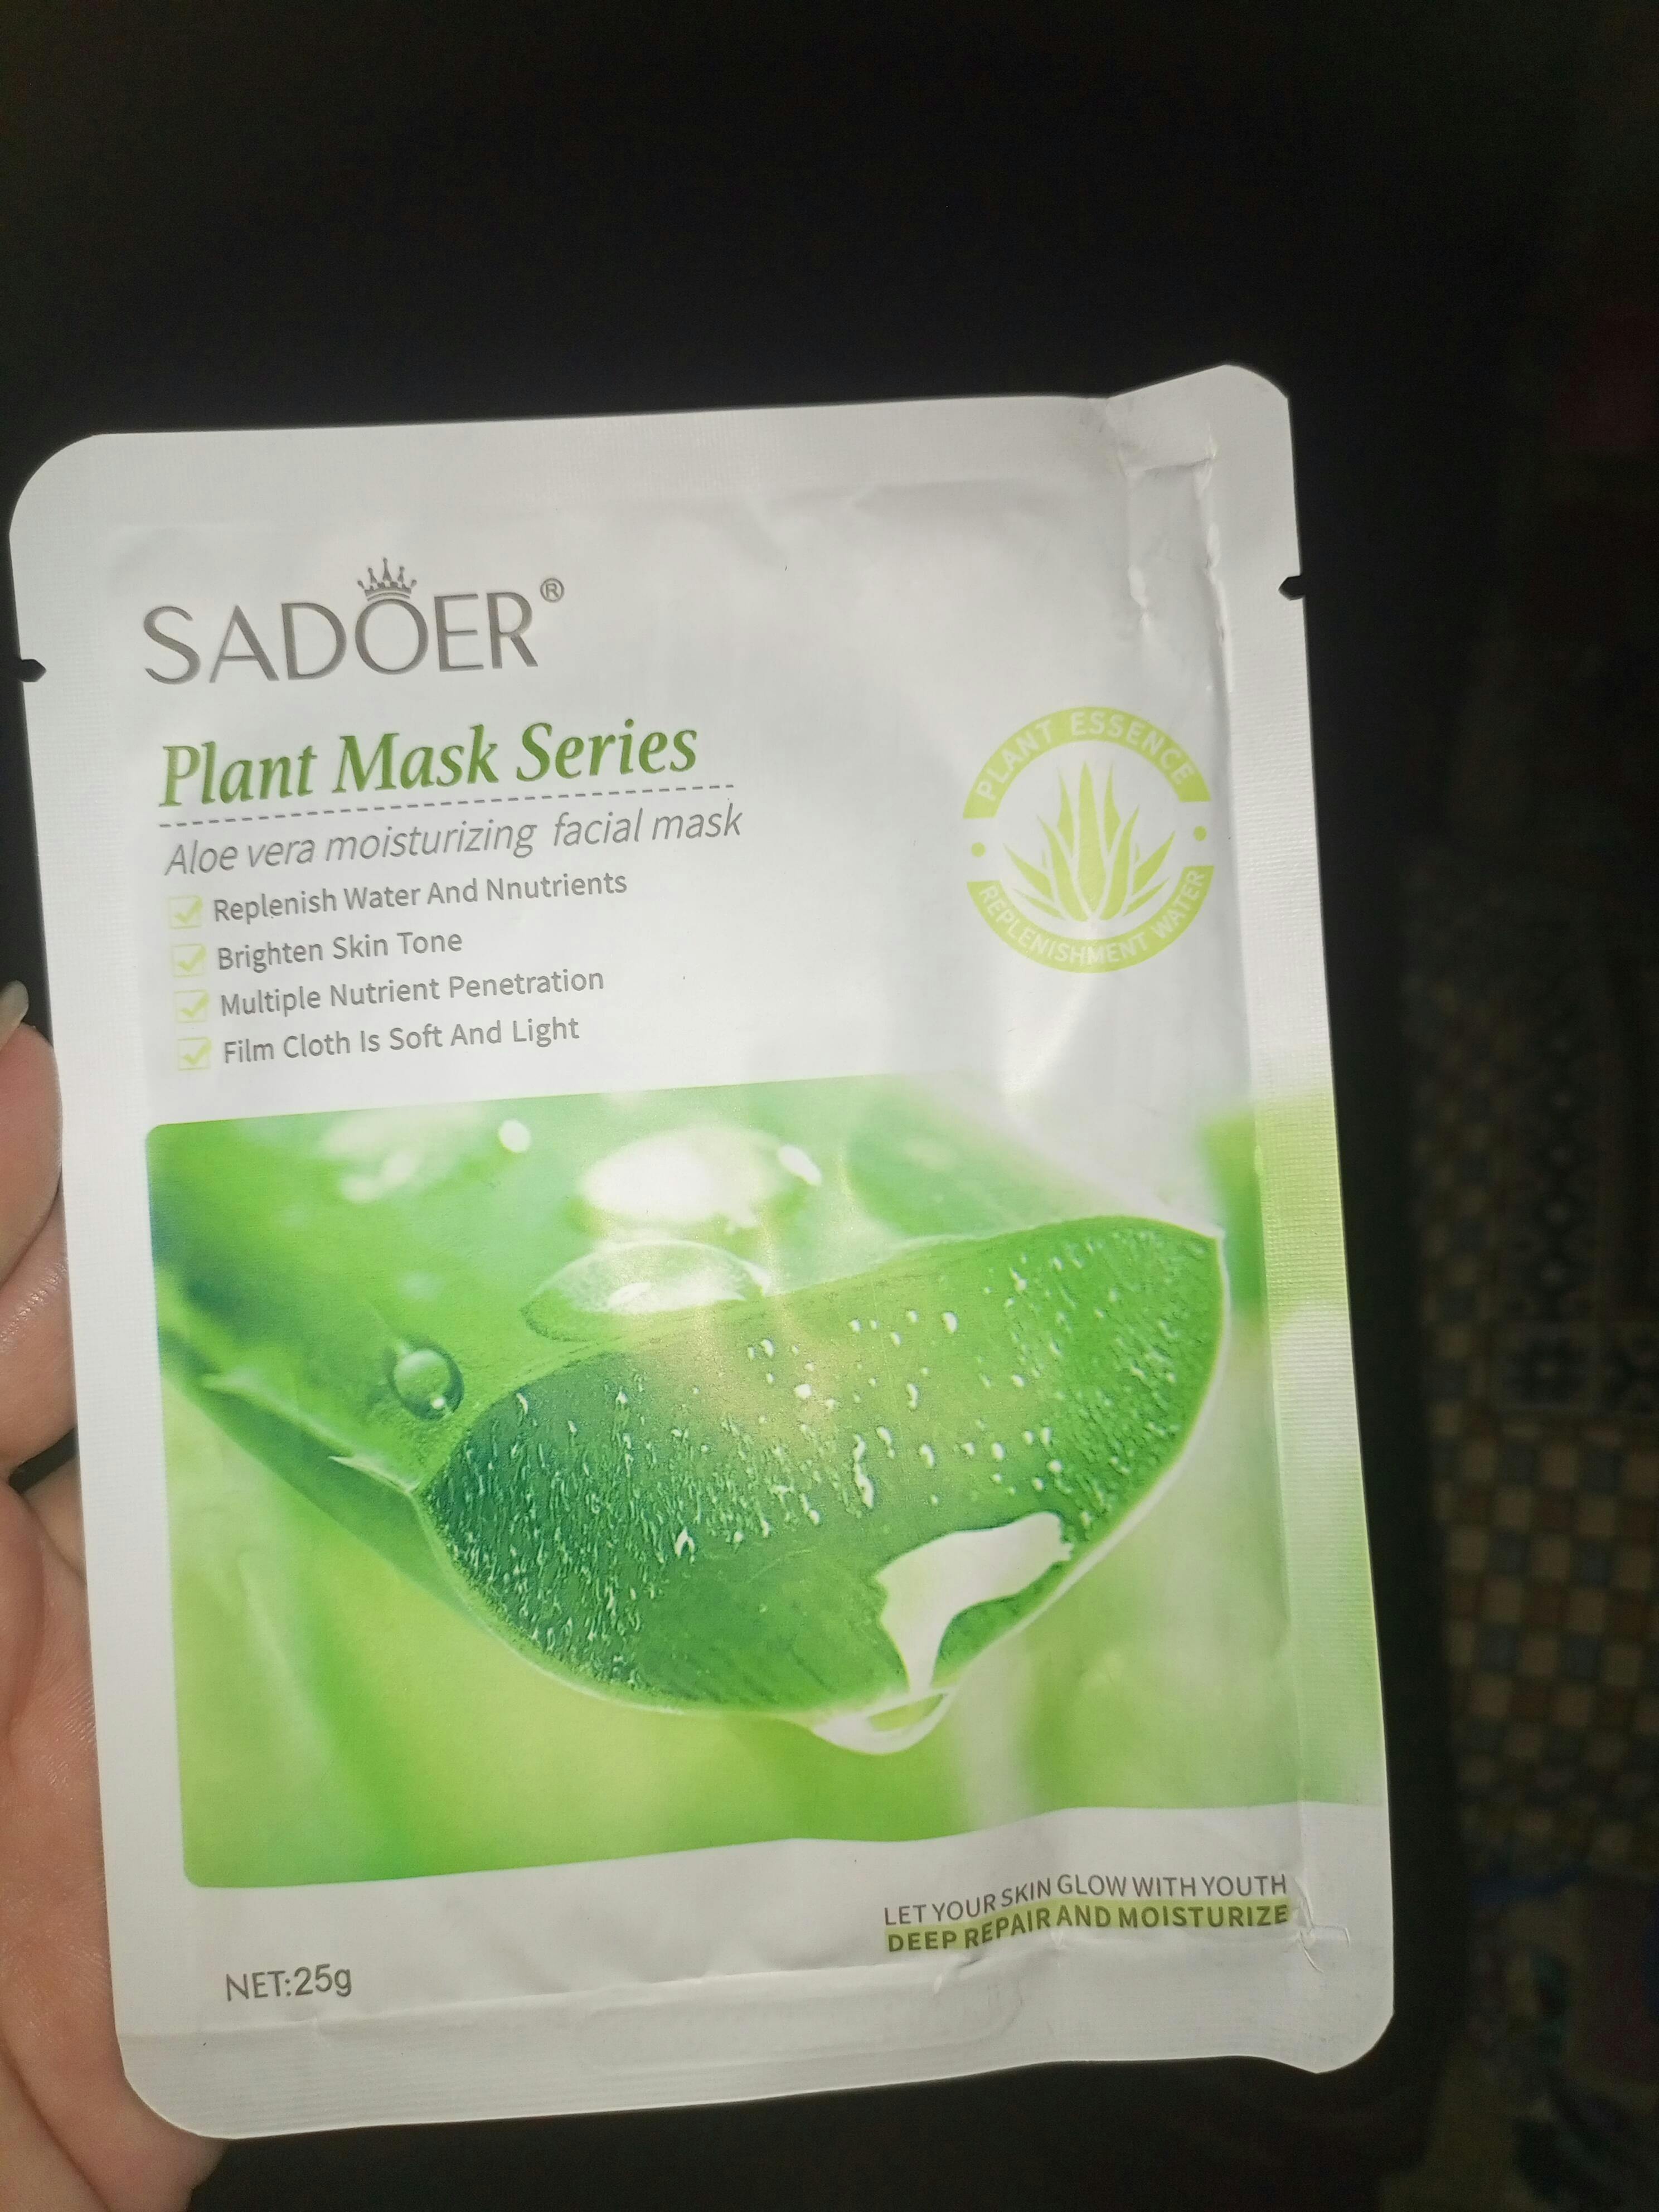 SADOER®
Plant Mask Series
Aloe vera moisturizing facial mask
Replenish Water And Nnutrients
Brighten Skin Tone
Multiple Nutrient Penetration
Film Cloth Is Soft And Light
PLANT ESSENCE
REPLENISHMENT WATER
LET YOUR SKIN GLOW WITH YOUTH
DEEP REPAIR AND MOISTURIZE
NET:25g